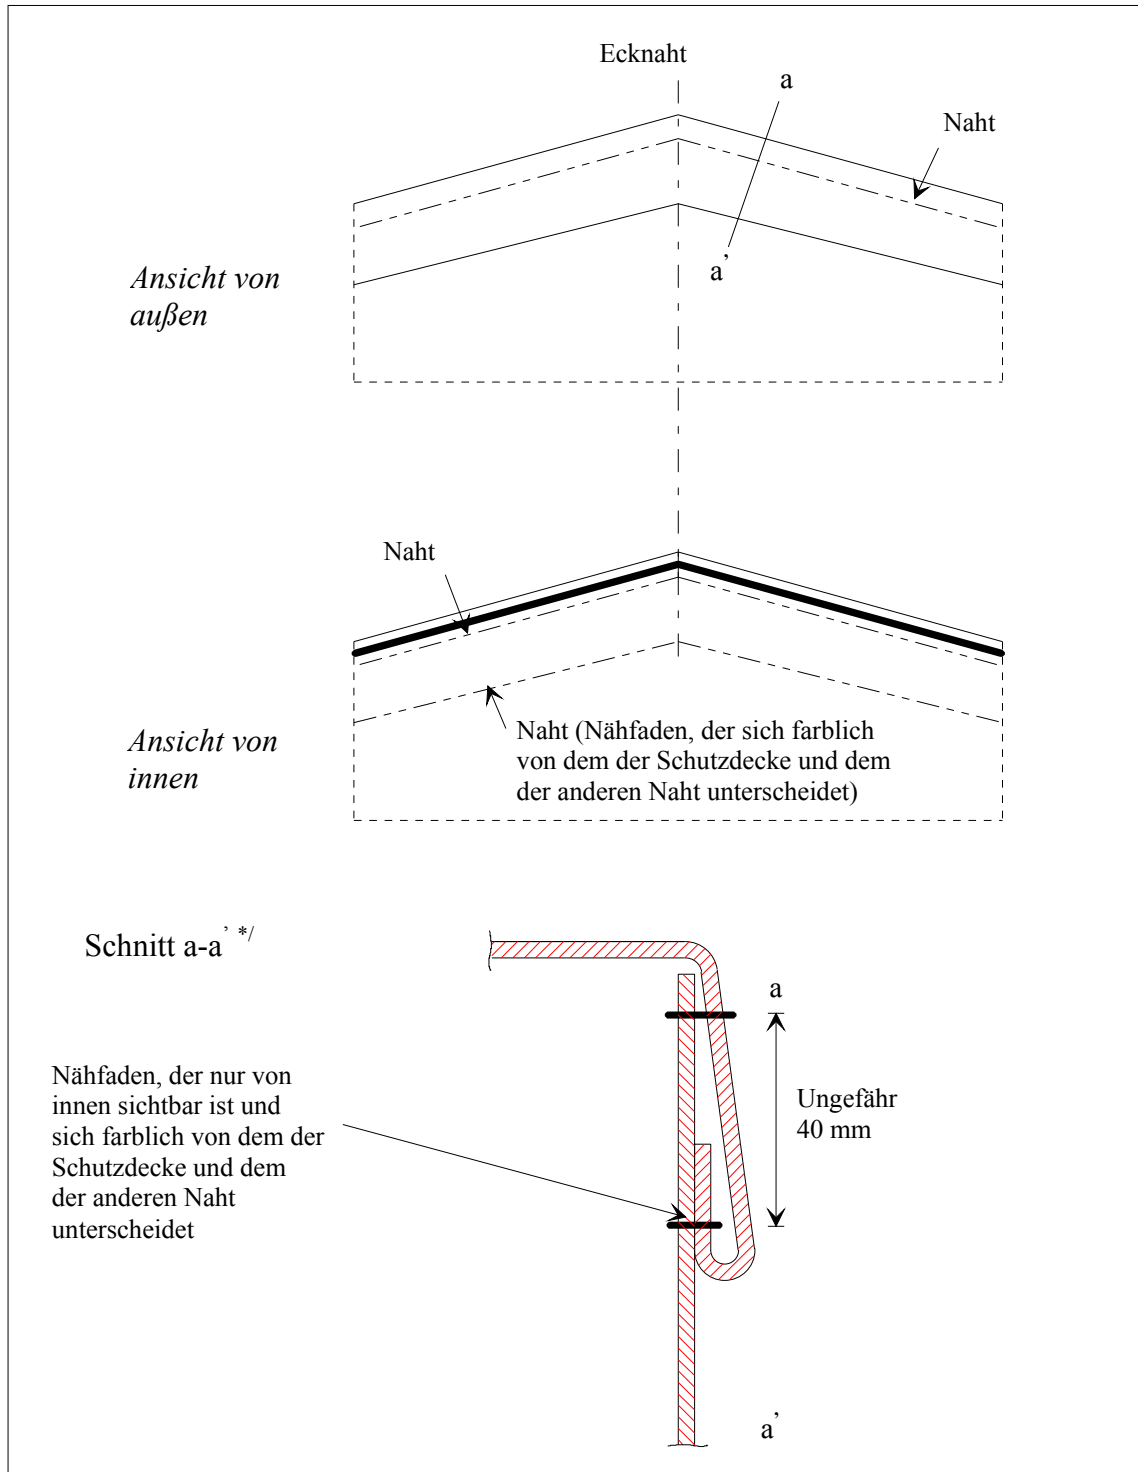 Ecknaht
a
Naht
a’
Ansicht von
außen
Naht
Naht (Nähfaden, der sich farblich
von dem der Schutzdecke und dem
der anderen Naht unterscheidet)
Ansicht von
innen
Schnitt a-a’ */
a
Nähfaden, der nur von
innen sichtbar ist und
sich farblich von dem der
Schutzdecke und dem
der anderen Naht
unterscheidet
Ungefähr
40 mm
a’